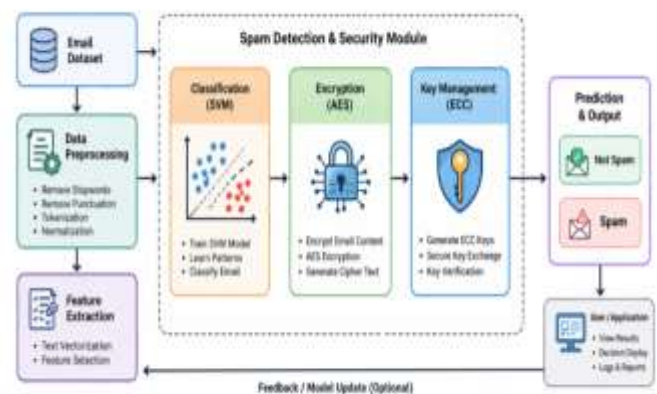 Email
Dataset
Data
Preprocessing
• Remove Stopwords
• Remove Punctuation
• Tokenization
• Normalization
Feature
Extraction
• Text Vectorization
• Feature Selection
Spam Detection & Security Module
Classification
(SVM)
• Train SVM Model
• Learn Patterns
• Classify Email
Encryption
(AES)
• Encrypt Email Content
• AES Encryption
• Generate Cipher Text
Key Management
(ECC)
• Generate ECC Keys
• Secure Key Exchange
• Key Verification
Prediction
& Output
Not Spam
Spam
User / Application
• View Results
• Decision Display
• Logs & Reports
Feedback / Model Update (Optional)